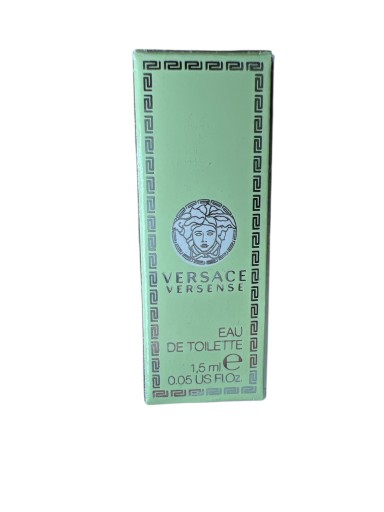 VERSACE
VERSENSE
EAU
DE TOILETTE
1,5 ml ℮
0.05 US Fl.Oz.